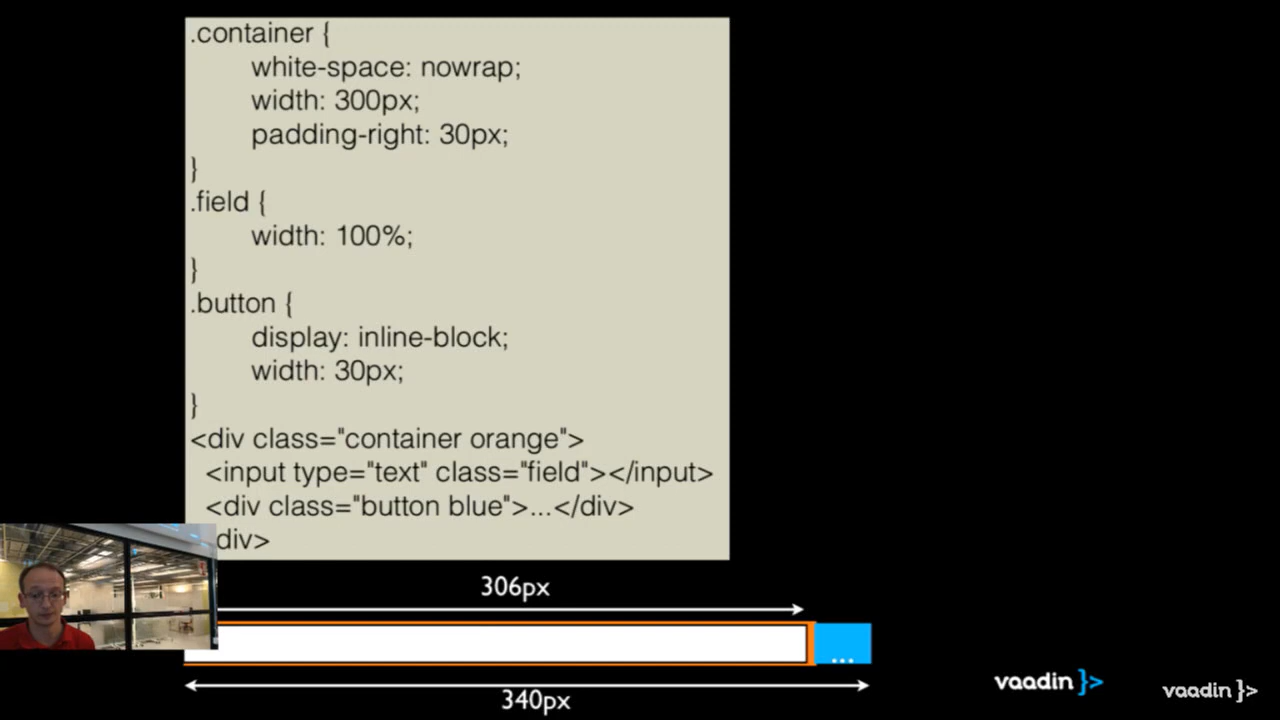 .container {
white-space: nowrap;
width: 300px;
padding-right: 30px;
}
.field {
width: 100%;
}
.button {
display: inline-block;
width: 30px;
}
<div class="container orange">
<input type="text" class="field"></input>
<div class="button blue">...</div>
div>
306px
...
340px
vaadin }>
vaadin }>